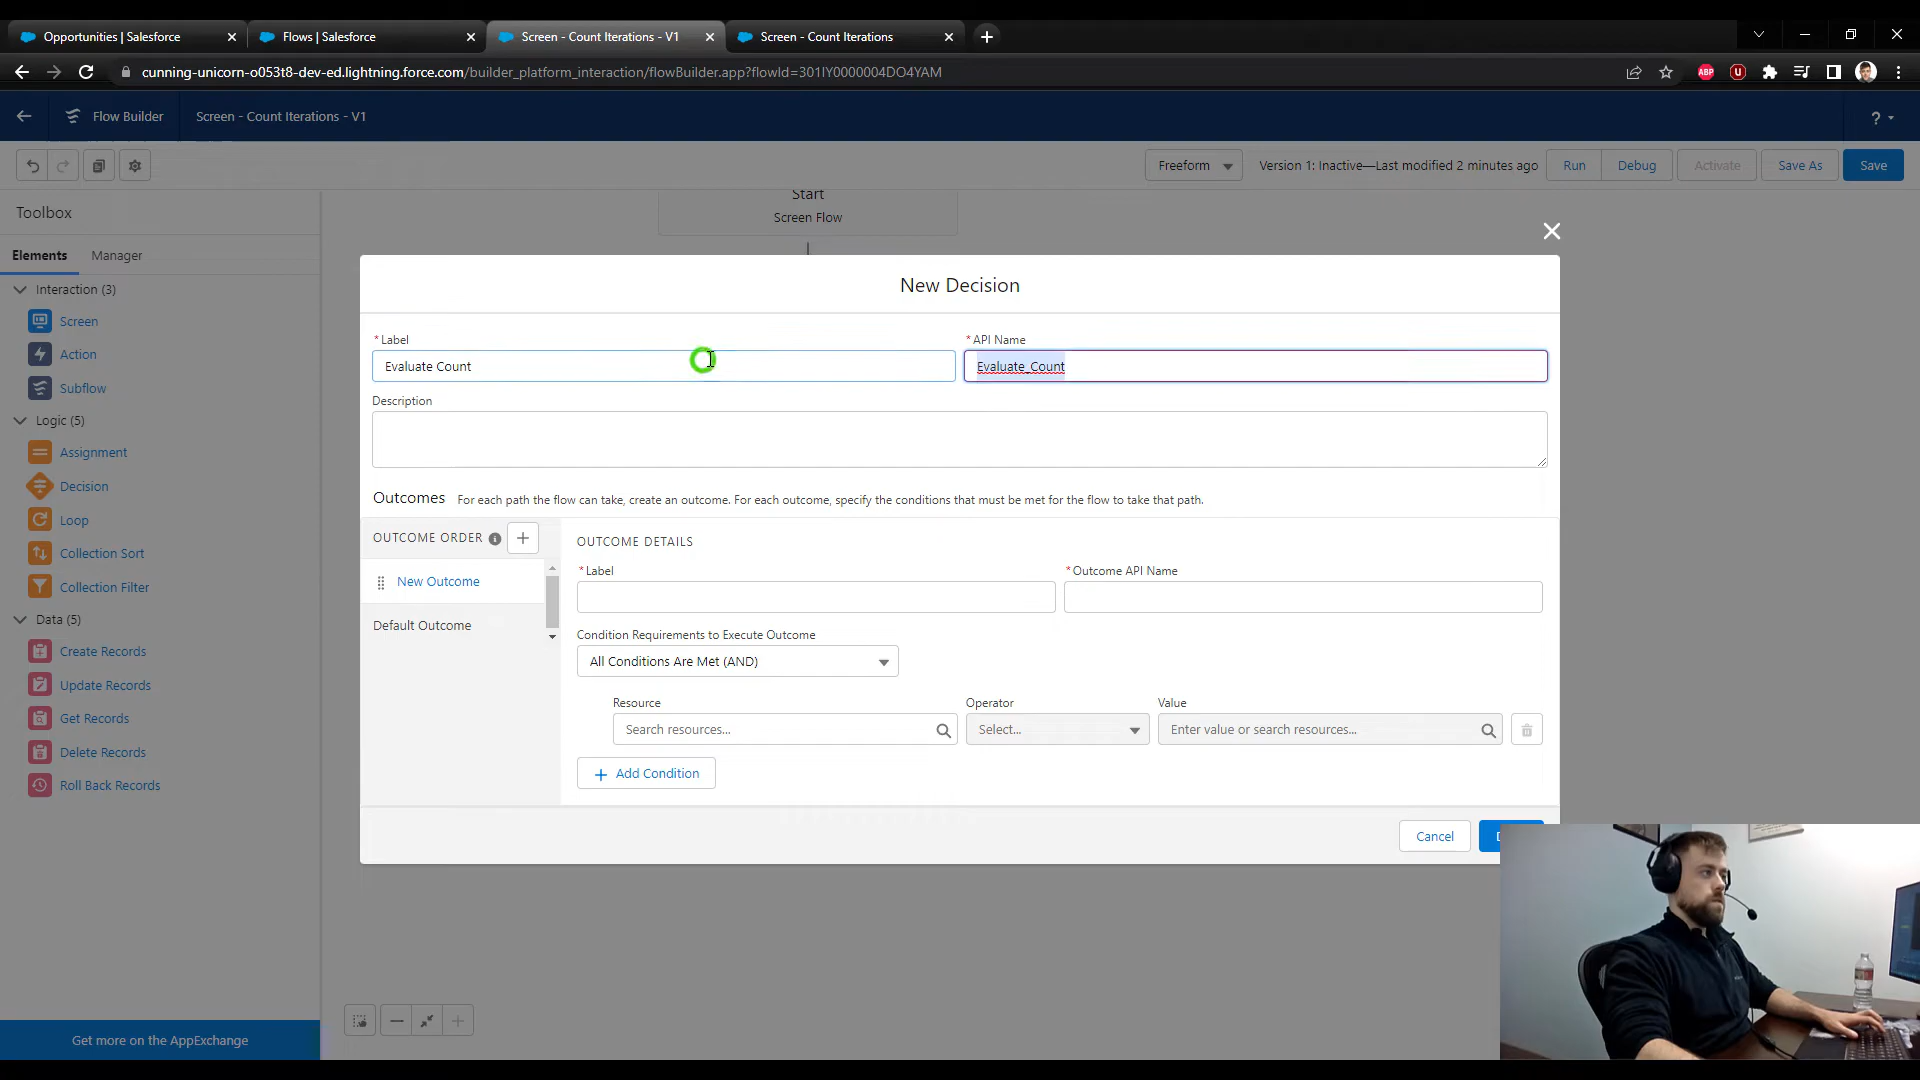 Opportunities | Salesforce
Flows | Salesforce
Screen - Count Iterations - V1
Screen - Count Iterations
cunning-unicorn-o053t8-dev-ed.lightning.force.com/builder_platform_interaction/flowBuilder.app?flowId=301IY0000004DO4YAM
ABP
Flow Builder
Screen - Count Iterations - V1
?
Freeform
Version 1: Inactive—Last modified 2 minutes ago
Run
Debug
Activate
Save As
Save
Toolbox
Start
Screen Flow
Elements
Manager
Interaction (3)
Screen
Action
Subflow
Logic (5)
Assignment
Decision
Loop
Collection Sort
Collection Filter
Data (5)
Create Records
Update Records
Get Records
Delete Records
Roll Back Records
Get more on the AppExchange
New Decision
*Label
*API Name
Evaluate Count
Evaluate_Count
Description
Outcomes For each path the flow can take, create an outcome. For each outcome, specify the conditions that must be met for the flow to take that path.
OUTCOME ORDER
New Outcome
Default Outcome
OUTCOME DETAILS
*Label
*Outcome API Name
Condition Requirements to Execute Outcome
All Conditions Are Met (AND)
Resource
Operator
Value
Search resources...
Select...
Enter value or search resources...
Add Condition
Cancel